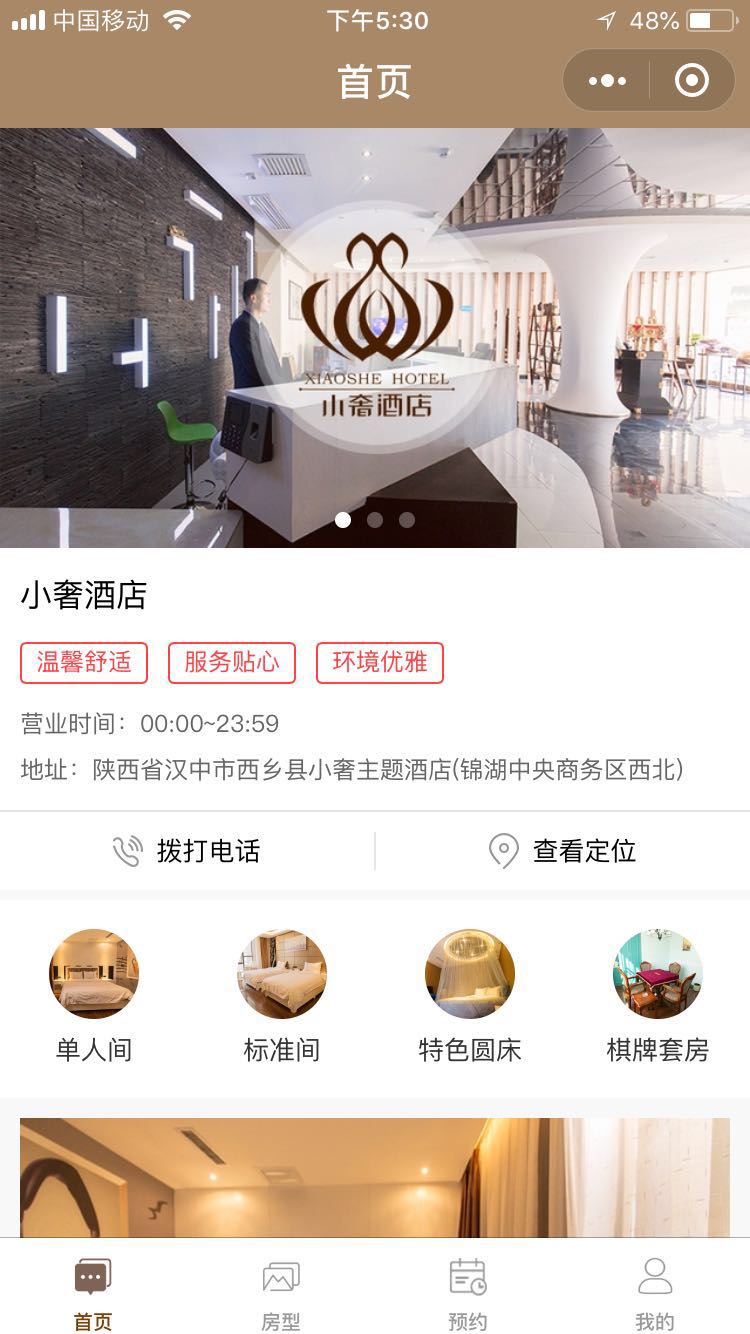 中国移动 下午5:30 48%
首页
XIAOSHE HOTEL
小奢酒店
小奢酒店
温馨舒适 服务贴心 环境优雅
营业时间：00:00~23:59
地址：陕西省汉中市西乡县小奢主题酒店(锦湖中央商务区西北)
拨打电话 查看定位
单人间 标准间 特色圆床 棋牌套房
首页 房型 预约 我的